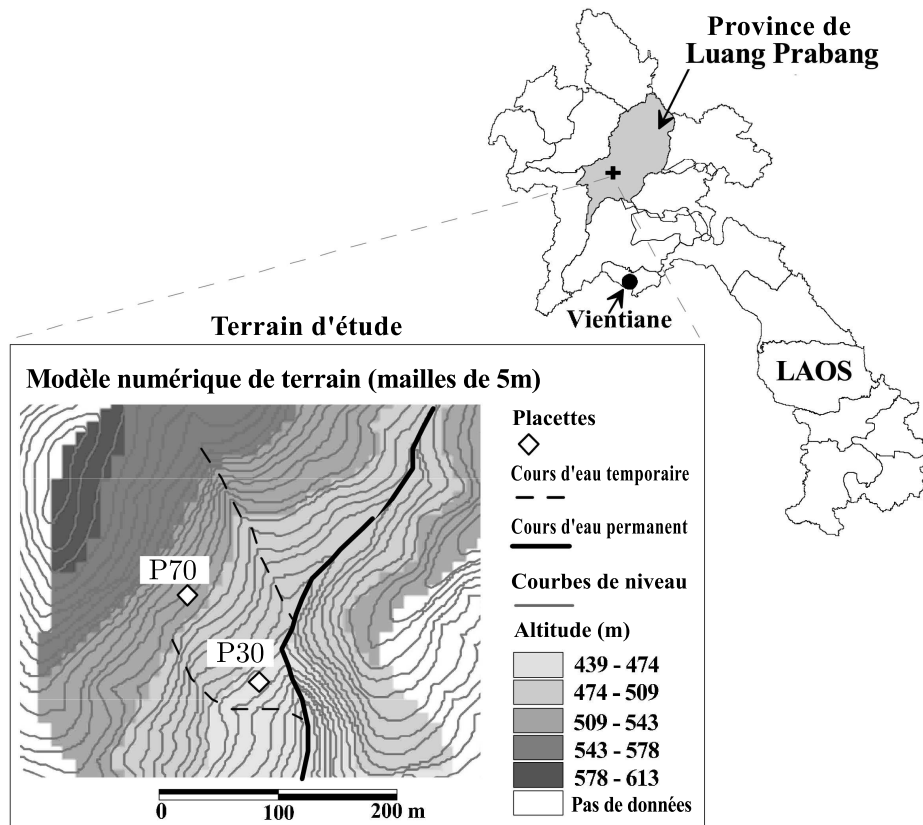 Province de
Luang Prabang
Vientiane
LAOS
Terrain d'étude
Modèle numérique de terrain (mailles de 5m)
P70
P30
0 100 200 m
Placettes
Cours d'eau temporaire
Cours d'eau permanent
Courbes de niveau
Altitude (m)
439 - 474
474 - 509
509 - 543
543 - 578
578 - 613
Pas de données